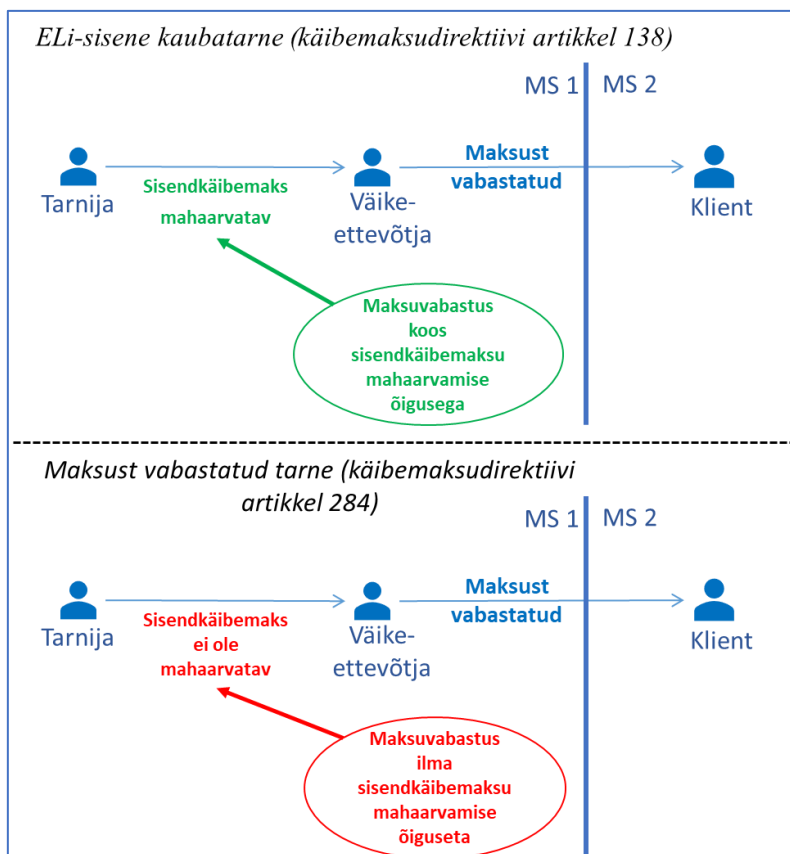 ELi-sisene kaubatarne (käibemaksudirektiivi artikkel 138)
MS 1 MS 2
Tarnija
Sisendkäibemaks
mahaarvatav
Väike-
ettevõtja
Maksust
vabastatud
Klient
Maksuvabastus
koos
sisendkäibemaksu
mahaarvamise
õigusega
Maksust vabastatud tarne (käibemaksudirektiivi
artikkel 284)
MS 1 MS 2
Tarnija
Sisendkäibemaks
ei ole
mahaarvatav
Väike-
ettevõtja
Maksust
vabastatud
Klient
Maksuvabastus
ilma
sisendkäibemaksu
mahaarvamise
õiguseta